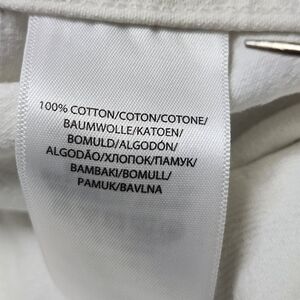 100% COTTON/COTON/COTONE/
BAUMWOLLE/KATOEN/
BOMULD/ALGODÓN/
ALGODÃO/ХЛОПОК/ПАМУК/
BAMBAKI/BOMULL/
PAMUK/BAVLNA